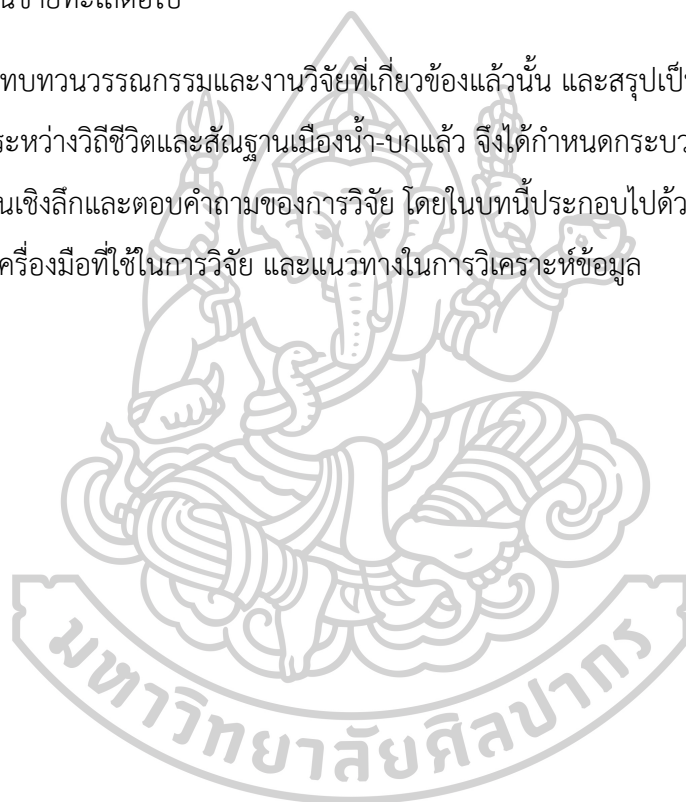 ทบทวนวรรณกรรมและงานวิจัยที่เกี่ยวข้องแล้วนั้น และสรุปเป็
ระหว่างวิถีชีวิตและสัณฐานเมืองน้ำ-บกแล้ว จึงได้กำหนดกระบว
นเชิงลึกและตอบคำถามของการวิจัย โดยในบทนี้ประกอบไปด้ว
ครื่องมือที่ใช้ในการวิจัย และแนวทางในการวิเคราะห์ข้อมูล
มหาวิทยาลัยศิลปากร